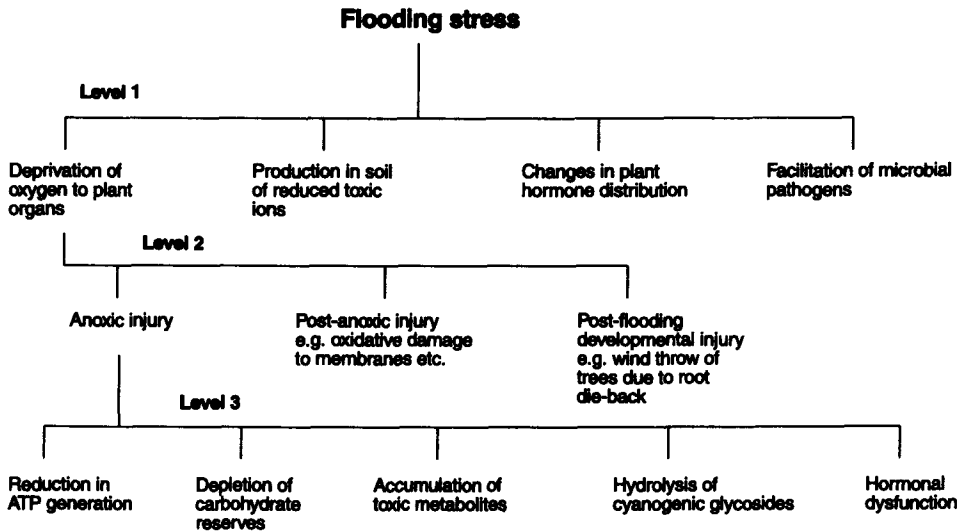 Flooding stress
Level 1
Deprivation of
oxygen to plant
organs
Production in soil
of reduced toxic
ions
Changes in plant
hormone distribution
Facilitation of microbial
pathogens
Level 2
Anoxic injury
Post-anoxic injury
e.g. oxidative damage
to membranes etc.
Post-flooding
developmental injury
e.g. wind throw of
trees due to root
die-back
Level 3
Reduction in
ATP generation
Depletion of
carbohydrate
reserves
Accumulation of
toxic metabolites
Hydrolysis of
cyanogenic glycosides
Hormonal
dysfunction